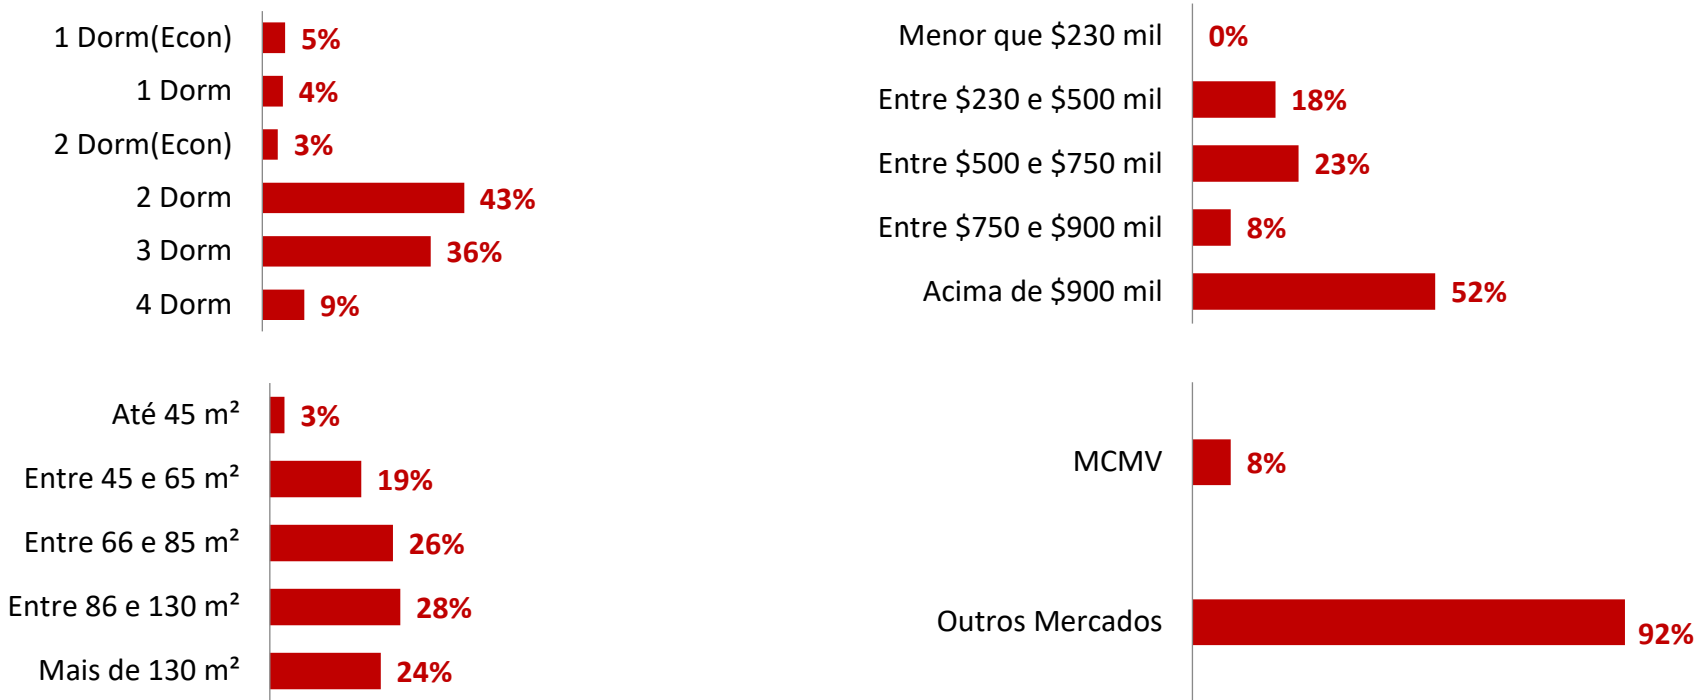 1 Dorm(Econ) 5%
1 Dorm 4%
2 Dorm(Econ) 3%
2 Dorm 43%
3 Dorm 36%
4 Dorm 9%
Menor que $230 mil 0%
Entre $230 e $500 mil 18%
Entre $500 e $750 mil 23%
Entre $750 e $900 mil 8%
Acima de $900 mil 52%
Até 45 m² 3%
Entre 45 e 65 m² 19%
Entre 66 e 85 m² 26%
Entre 86 e 130 m² 28%
Mais de 130 m² 24%
MCMV 8%
Outros Mercados 92%